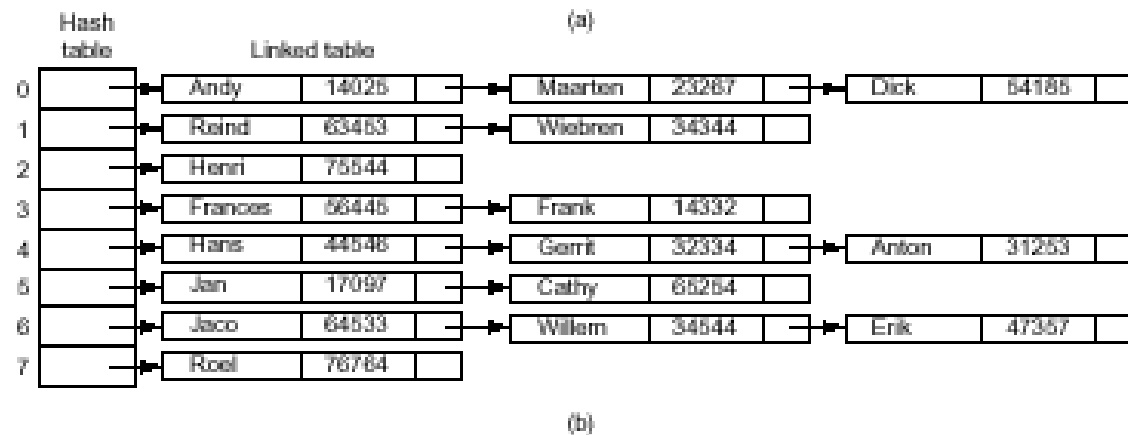 (a)
Hash
table
Linked table
0 Andy 14025 Maarten 23267 Dick 54185
1 Reind 63453 Wiebren 34344
2 Henri 75544
3 Frances 56445 Frank 14332
4 Hans 44546 Gerrit 32334 Anton 31253
5 Jan 17097 Cathy 65254
6 Jaco 64533 Willem 34544 Erik 47357
7 Roel 76764
(b)